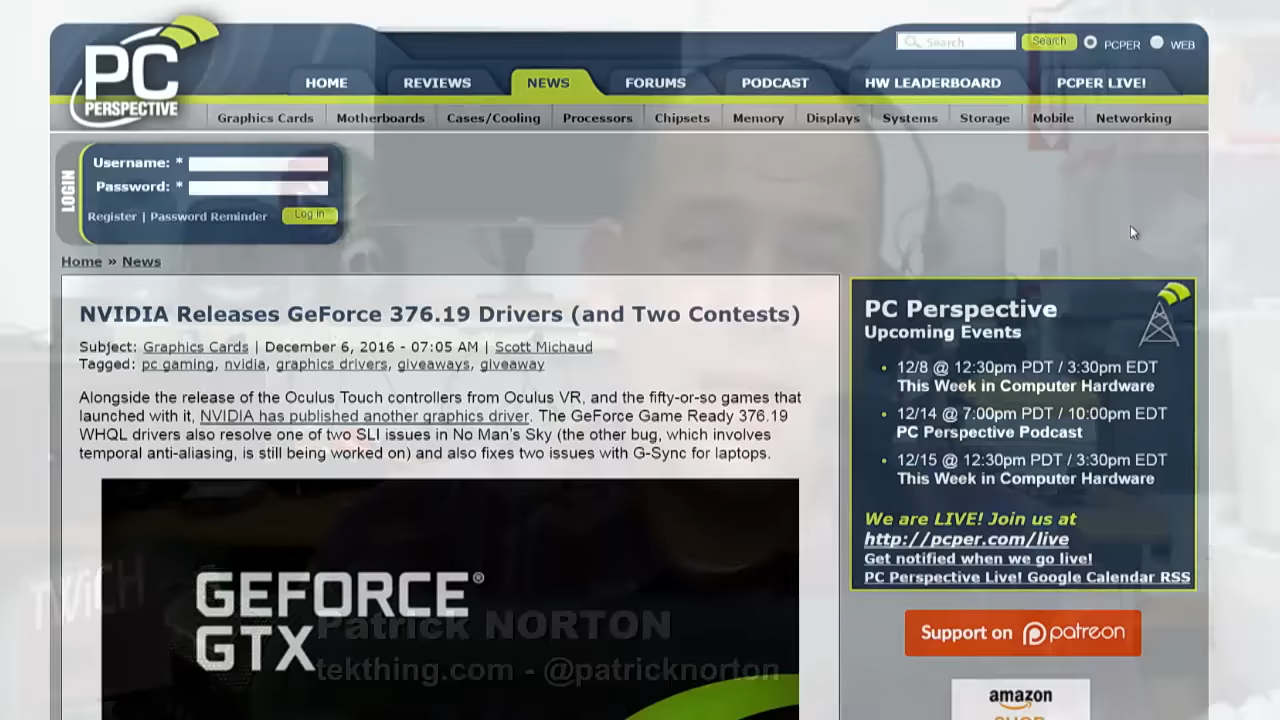 PC
PERSPECTIVE
Search
Search
PCPER
WEB
HOME
REVIEWS
NEWS
FORUMS
PODCAST
HW LEADERBOARD
PCPER LIVE!
Graphics Cards
Motherboards
Cases/Cooling
Processors
Chipsets
Memory
Displays
Systems
Storage
Mobile
Networking
LOGIN
Username: *
Password: *
Register | Password Reminder
Log in
Home » News
NVIDIA Releases GeForce 376.19 Drivers (and Two Contests)
Subject: Graphics Cards | December 6, 2016 - 07:05 AM | Scott Michaud
Tagged: pc gaming, nvidia, graphics drivers, giveaways, giveaway
Alongside the release of the Oculus Touch controllers from Oculus VR, and the fifty-or-so games that
launched with it, NVIDIA has published another graphics driver. The GeForce Game Ready 376.19
WHQL drivers also resolve one of two SLI issues in No Man's Sky (the other bug, which involves
temporal anti-aliasing, is still being worked on) and also fixes two issues with G-Sync for laptops.
GEFORCE®
GTX
Patrick NORTON
tekthing.com - @patricknorton
TWiCH
PC Perspective
Upcoming Events
• 12/8 @ 12:30pm PDT / 3:30pm EDT
This Week in Computer Hardware
• 12/14 @ 7:00pm PDT / 10:00pm EDT
PC Perspective Podcast
• 12/15 @ 12:30pm PDT / 3:30pm EDT
This Week in Computer Hardware
We are LIVE! Join us at
http://pcper.com/live
Get notified when we go live!
PC Perspective Live! Google Calendar RSS
Support on patreon
amazon
SHOP